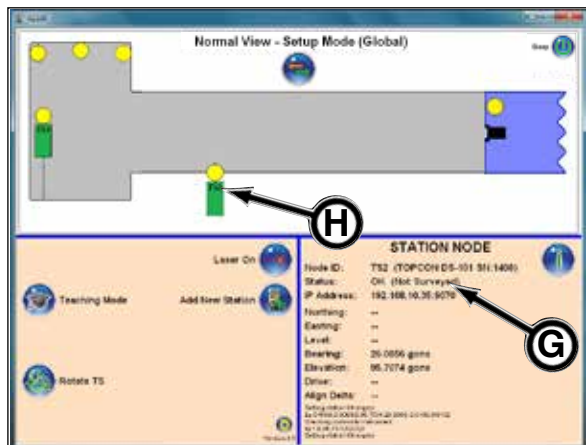 Normal View - Setup Mode (Global)
H
Laser On
Teaching Mode
Add New Station
Rotate TS
STATION NODE
Node ID: TS2 (TOPCON DS-101 SN:1400)
Status: OK (Not Surveyed
IP Address: 192.168.10.35:5070
Northing: --
Easting: --
Level: --
Bearing: 25.0856 gons
Elevation: 95.7074 gons
Drive: --
Align Delta: --
G